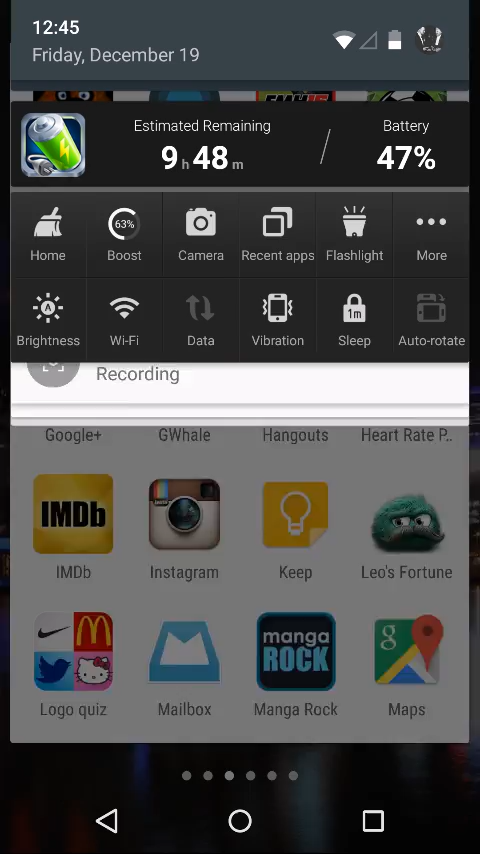 12:45
Friday, December 19
Estimated Remaining
Battery
9 h 48 m
47%
63%
Home
Boost
Camera
Recent apps
Flashlight
More
A
1m
Brightness
Wi-Fi
Data
Vibration
Sleep
Auto-rotate
Recording
Google+
GWhale
Hangouts
Heart Rate P..
IMDb
IMDb
Instagram
Keep
Leo's Fortune
manga
ROCK
g
Logo quiz
Mailbox
Manga Rock
Maps